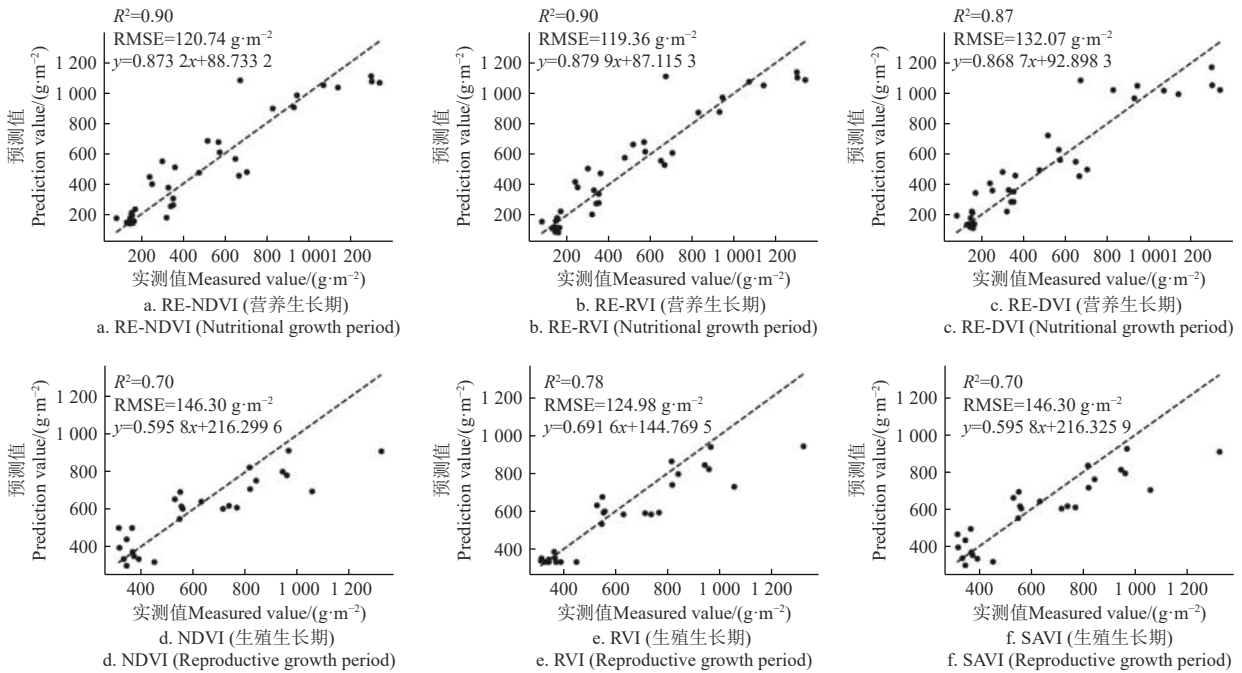 R²=0.90
RMSE=120.74 g·m⁻²
y=0.873 2x+88.733 2
预测值
Prediction value/(g·m⁻²)
1 200
1 000
800
600
400
200
200 400 600 800 1 0001 200
实测值Measured value/(g·m⁻²)
a. RE-NDVI (营养生长期)
a. RE-NDVI (Nutritional growth period)
R²=0.90
RMSE=119.36 g·m⁻²
y=0.879 9x+87.115 3
预测值
Prediction value/(g·m⁻²)
1 200
1 000
800
600
400
200
200 400 600 800 1 0001 200
实测值Measured value/(g·m⁻²)
b. RE-RVI (营养生长期)
b. RE-RVI (Nutritional growth period)
R²=0.87
RMSE=132.07 g·m⁻²
y=0.868 7x+92.898 3
预测值
Prediction value/(g·m⁻²)
1 200
1 000
800
600
400
200
200 400 600 800 1 0001 200
实测值Measured value/(g·m⁻²)
c. RE-DVI (营养生长期)
c. RE-DVI (Nutritional growth period)
R²=0.70
RMSE=146.30 g·m⁻²
y=0.595 8x+216.299 6
预测值
Prediction value/(g·m⁻²)
1 200
1 000
800
600
400
400 600 800 1 000 1 200
实测值Measured value/(g·m⁻²)
d. NDVI (生殖生长期)
d. NDVI (Reproductive growth period)
R²=0.78
RMSE=124.98 g·m⁻²
y=0.691 6x+144.769 5
预测值
Prediction value/(g·m⁻²)
1 200
1 000
800
600
400
400 600 800 1 000 1 200
实测值Measured value/(g·m⁻²)
e. RVI (生殖生长期)
e. RVI (Reproductive growth period)
R²=0.70
RMSE=146.30 g·m⁻²
y=0.595 8x+216.325 9
预测值
Prediction value/(g·m⁻²)
1 200
1 000
800
600
400
400 600 800 1 000 1 200
实测值Measured value/(g·m⁻²)
f. SAVI (生殖生长期)
f. SAVI (Reproductive growth period)